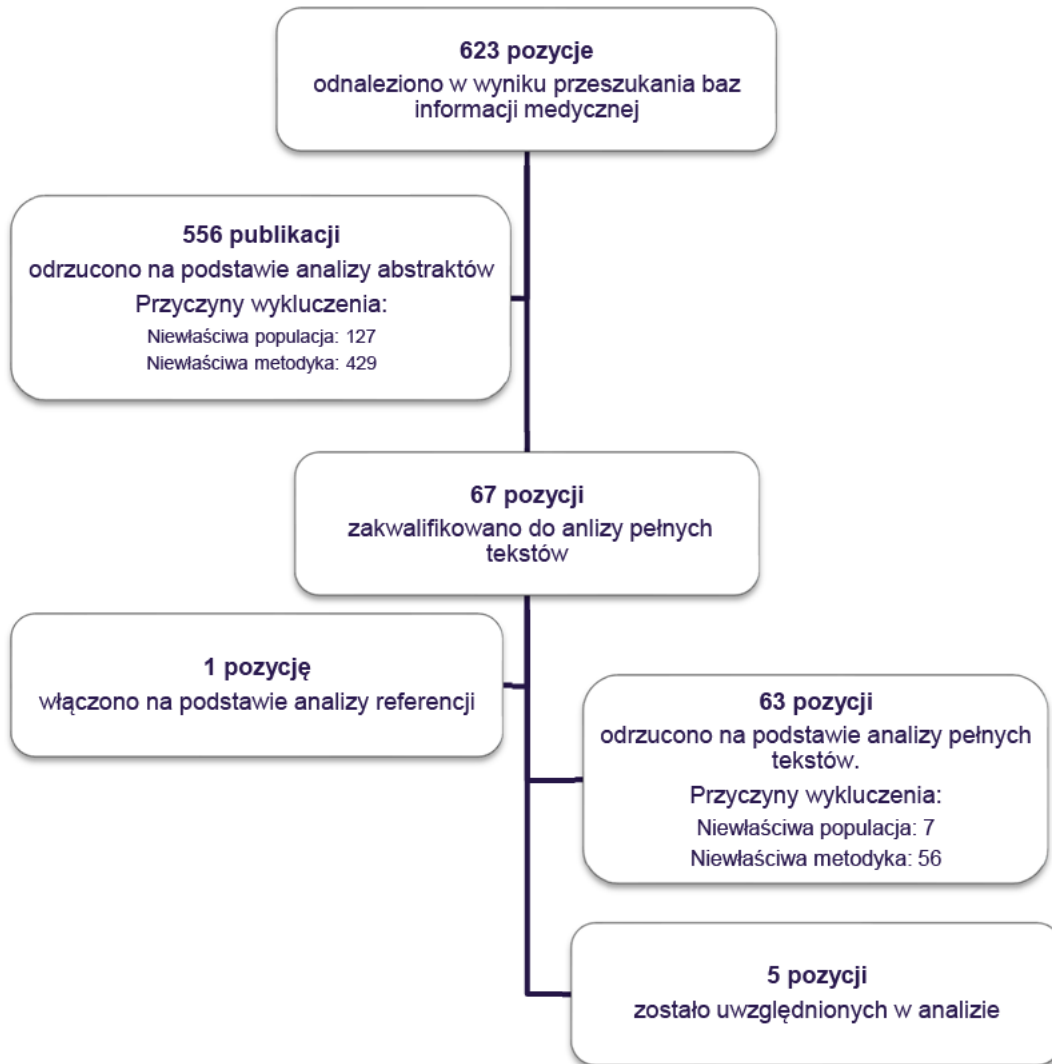 623 pozycje
odnaleziono w wyniku przeszukania baz
informacji medycznej
556 publikacji
odrzucono na podstawie analizy abstraktów
Przyczyny wykluczenia:
Niewłaściwa populacja: 127
Niewłaściwa metodyka: 429
67 pozycji
zakwalifikowano do anlizy pełnych
tekstów
1 pozycję
włączono na podstawie analizy referencji
63 pozycji
odrzucono na podstawie analizy pełnych
tekstów.
Przyczyny wykluczenia:
Niewłaściwa populacja: 7
Niewłaściwa metodyka: 56
5 pozycji
zostało uwzględnionych w analizie